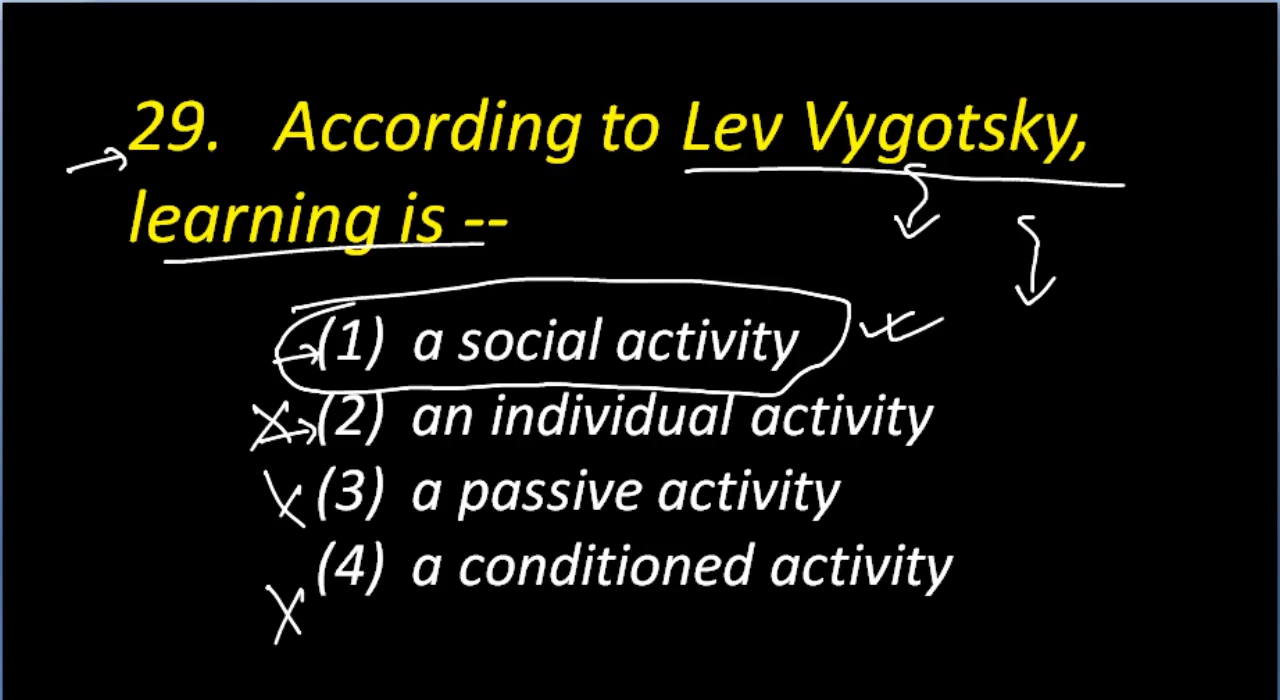 29. According to Lev Vygotsky,
learning is --
(1) a social activity
(2) an individual activity
(3) a passive activity
(4) a conditioned activity